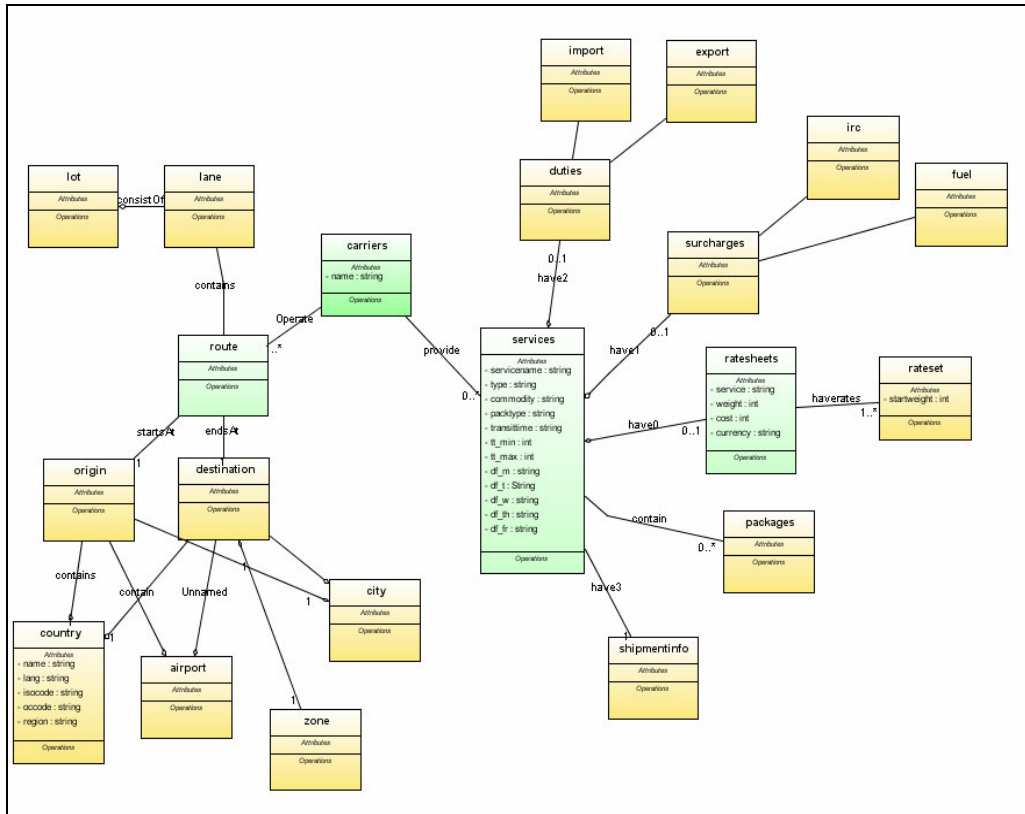 import
Attributes
Operations
export
Attributes
Operations
irc
Attributes
Operations
lot
Attributes
Operations
consistOf
lane
Attributes
Operations
duties
Attributes
Operations
fuel
Attributes
Operations
carriers
Attributes
- name : string
Operations
surcharges
Attributes
Operations
0..1
have2
contains
Operate
..*
route
Attributes
Operations
provide
0..*
services
Attributes
- servicename : string
- type : string
- commodity : string
- packtype : string
- transittime : string
- tt_min : int
- tt_max : int
- df_m : string
- df_t : String
- df_w : string
- df_th : string
- df_fr : string
Operations
have1
0..1
ratesheets
Attributes
- service : string
- weight : int
- cost : int
- currency : string
Operations
haverates
1..*
rateset
Attributes
- startweight : int
Operations
have0
0..1
startsAt
1
endsAt
1
origin
Attributes
Operations
destination
Attributes
Operations
contain
0..*
packages
Attributes
Operations
contains
contain
Unnamed
1
1
city
Attributes
Operations
have3
1
country
Attributes
- name : string
- lang : string
- isocode : string
- occode : string
- region : string
Operations
1
airport
Attributes
Operations
shipmentinfo
Attributes
Operations
1
zone
Attributes
Operations